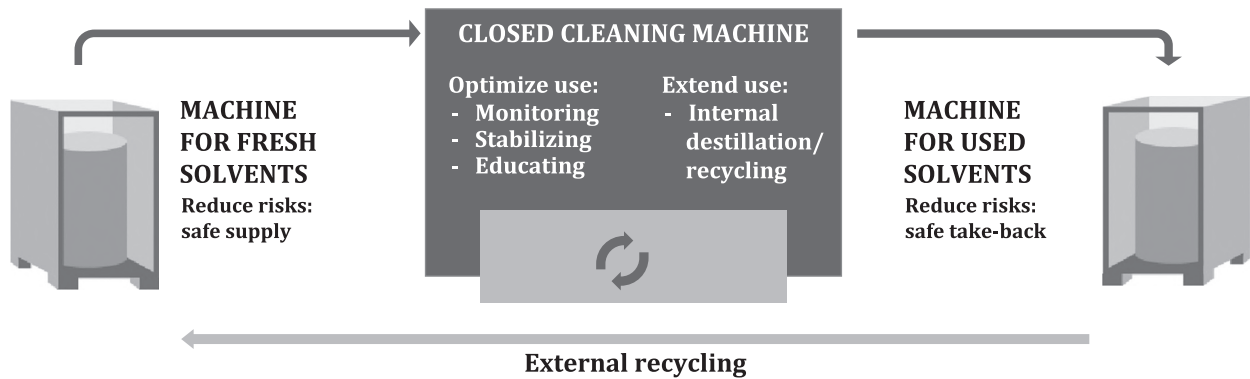 CLOSED CLEANING MACHINE
Optimize use:
- Monitoring
- Stabilizing
- Educating
Extend use:
- Internal
destillation/
recycling
MACHINE
FOR FRESH
SOLVENTS
Reduce risks:
safe supply
MACHINE
FOR USED
SOLVENTS
Reduce risks:
safe take-back
External recycling